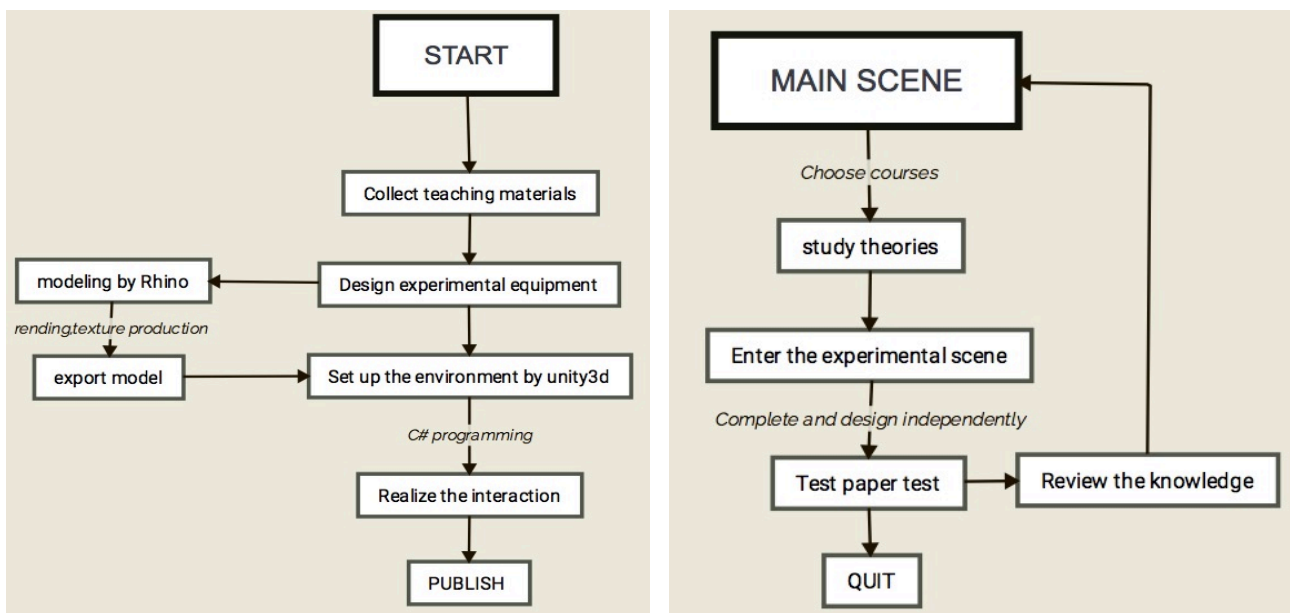 START
Collect teaching materials
Design experimental equipment
modeling by Rhino
rending,texture production
export model
Set up the environment by unity3d
C# programming
Realize the interaction
PUBLISH
MAIN SCENE
Choose courses
study theories
Enter the experimental scene
Complete and design independently
Test paper test
Review the knowledge
QUIT